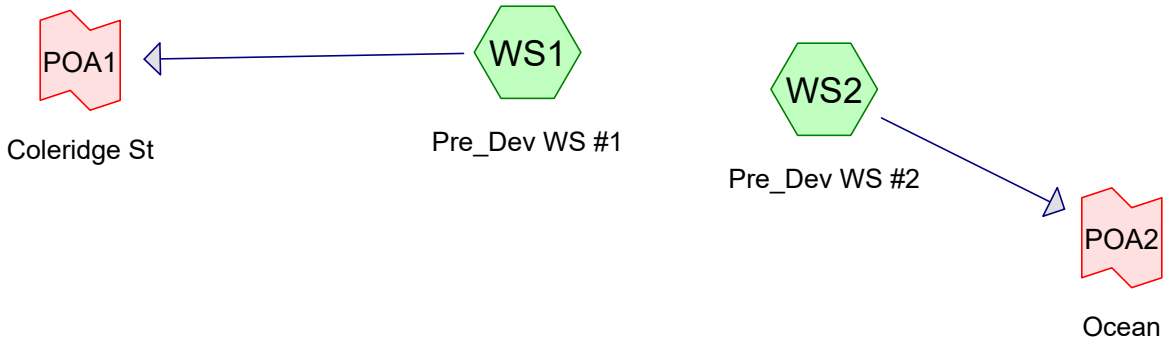 POA1
Coleridge St
WS1
Pre_Dev WS #1
WS2
Pre_Dev WS #2
POA2
Ocean